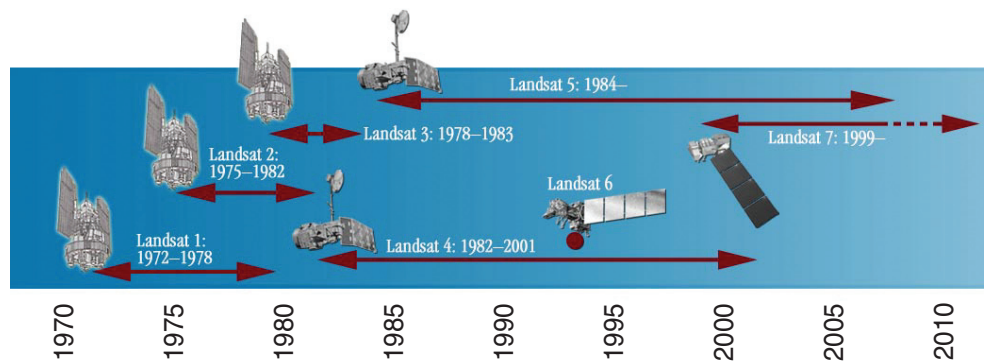 Landsat 5: 1984–
Landsat 7: 1999–
Landsat 3: 1978–1983
Landsat 2:
1975–1982
Landsat 6
Landsat 1:
1972–1978
Landsat 4: 1982–2001
1970
1975
1980
1985
1990
1995
2000
2005
2010